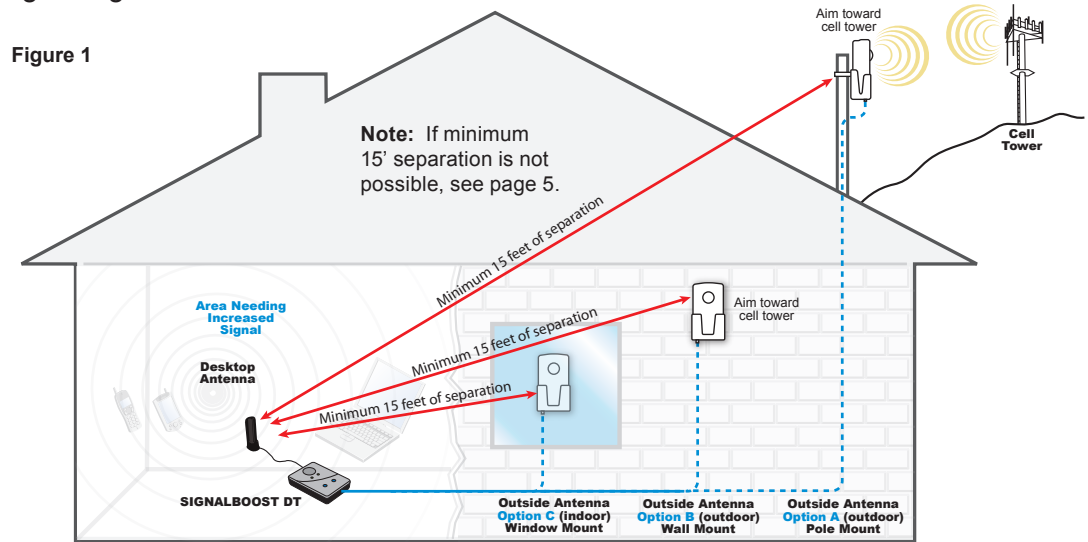 Figure 1
Aim toward
cell tower
Cell
Tower
Note: If minimum
15' separation is not
possible, see page 5.
Minimum 15 feet of separation
Area Needing
Increased
Signal
Desktop
Antenna
Minimum 15 feet of separation
Aim toward
cell tower
Minimum 15 feet of separation
SIGNALBOOST DT
Outside Antenna
Option C (indoor)
Window Mount
Outside Antenna
Option B (outdoor)
Wall Mount
Outside Antenna
Option A (outdoor)
Pole Mount